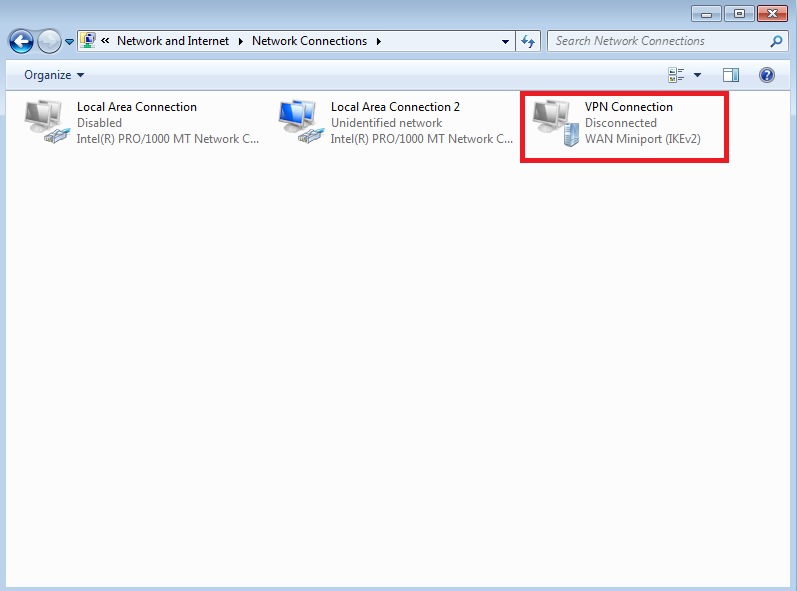 « Network and Internet Network Connections
Search Network Connections
Organize
Local Area Connection
Disabled
Intel(R) PRO/1000 MT Network C...
Local Area Connection 2
Unidentified network
Intel(R) PRO/1000 MT Network C...
VPN Connection
Disconnected
WAN Miniport (IKEv2)